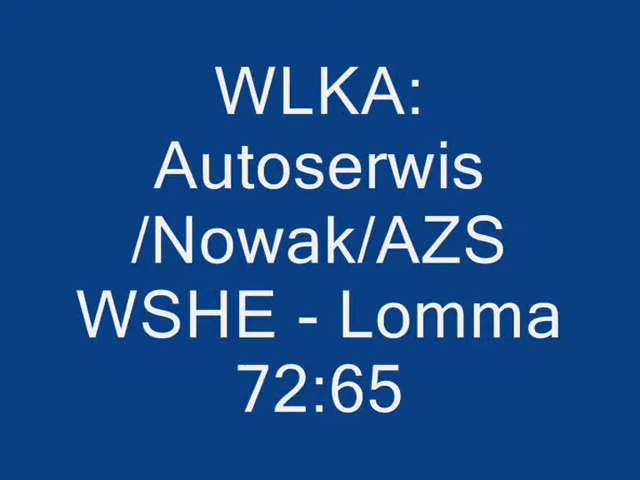 WLKA:
Autoserwis
/Nowak/AZS
WSHE - Lomma
72:65